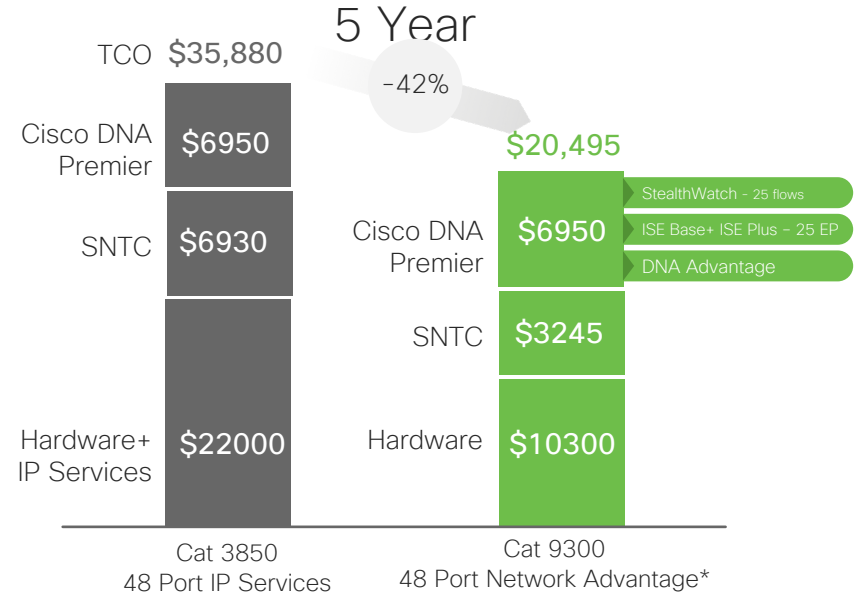 5 Year
TCO $35,880
-42%
Cisco DNA
Premier
$6950
SNTC
$6930
Hardware+
IP Services
$22000
Cat 3850
48 Port IP Services
$20,495
Cisco DNA
Premier
$6950
StealthWatch - 25 flows
ISE Base+ ISE Plus – 25 EP
DNA Advantage
SNTC
$3245
Hardware
$10300
Cat 9300
48 Port Network Advantage*